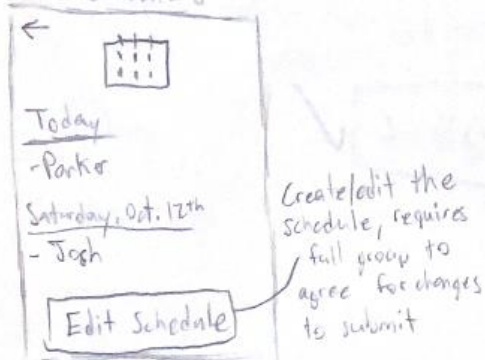 Today
-Parker
Saturday, Oct. 12th
- Josh
Edit Schedule
Create/edit the
schedule, requires
full group to
agree for changes
to submit